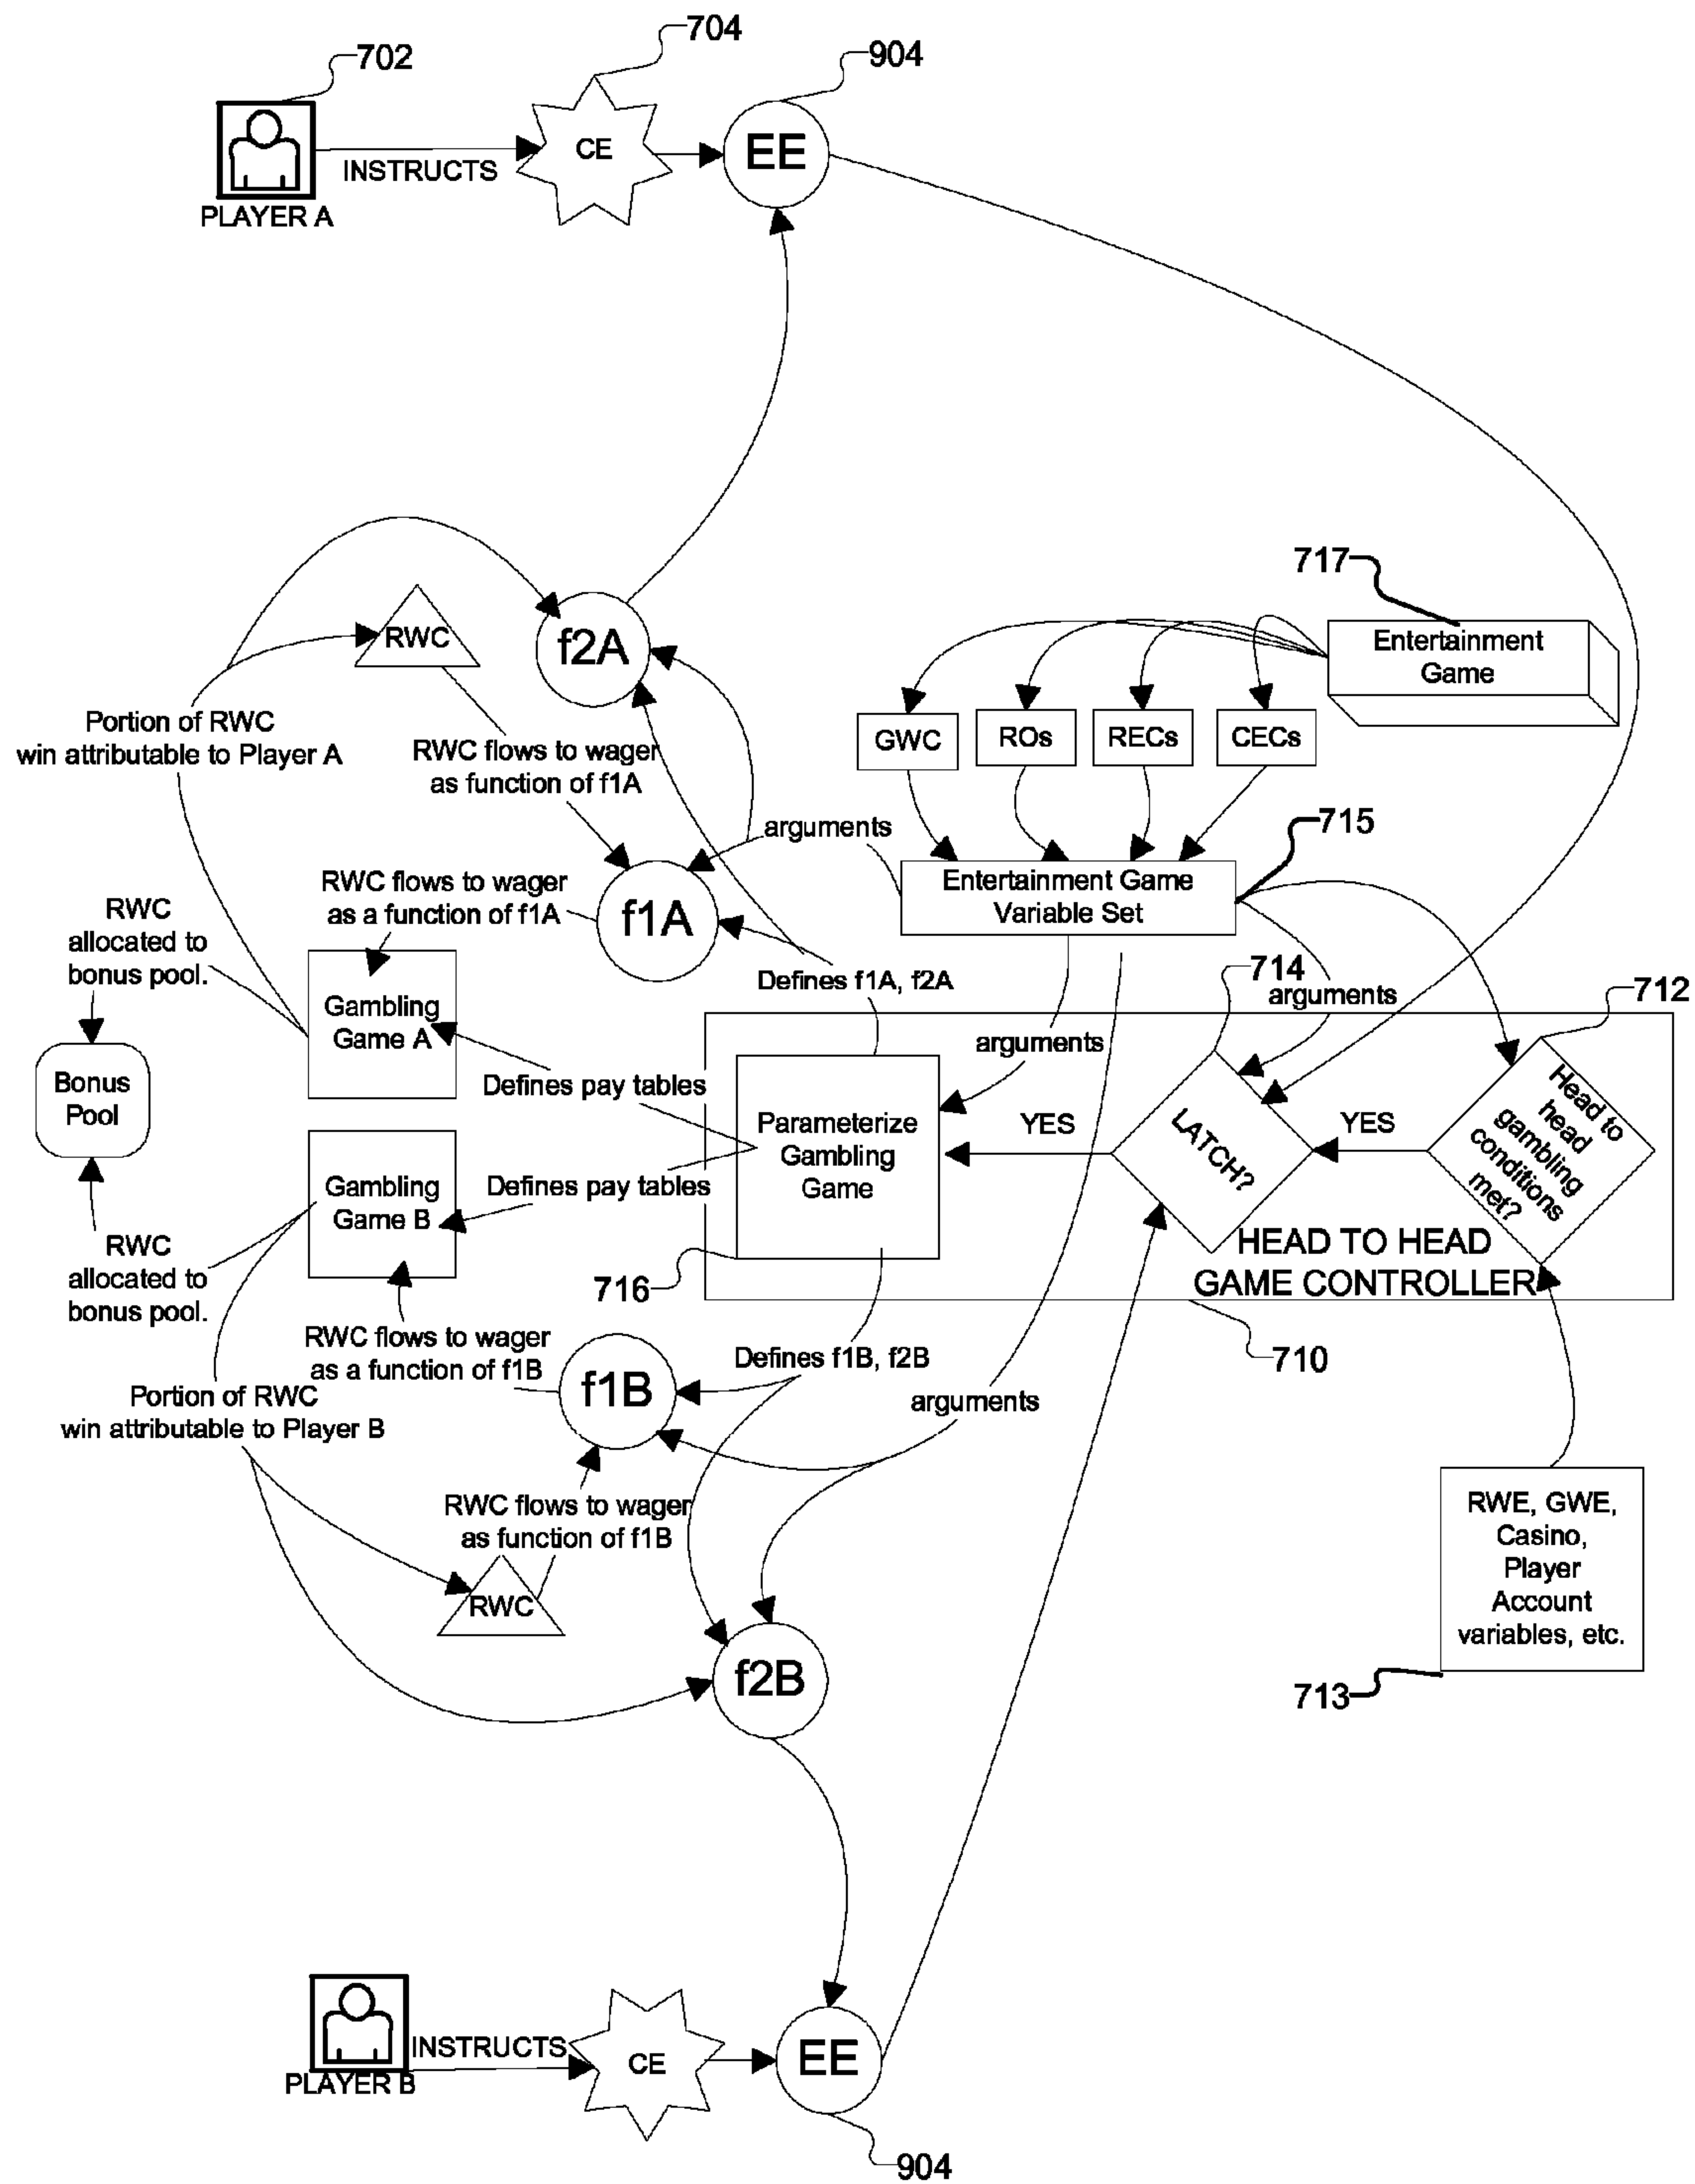 704
702
904
CE
EE
INSTRUCTS
PLAYER A
717
Entertainment
Game
RWC
f2A
Portion of RWC
win attributable to Player A
RWC flows to wager
as function of f1A
GWC
ROs
RECs
CECs
arguments
715
Entertainment Game
Variable Set
RWC flows to wager
as a function of f1A
f1A
RWC
allocated to
bonus pool.
Defines f1A, f2A
714
arguments
712
Gambling
Game A
arguments
Bonus
Pool
Defines pay tables
Parameterize
Gambling
Game
YES
LATCH?
YES
Head to
head
gambling
conditions
met?
Gambling
Game B
Defines pay tables
HEAD TO HEAD
GAME CONTROLLER
RWC
allocated to
bonus pool.
716
710
RWC flows to wager
as a function of f1B
f1B
Defines f1B, f2B
arguments
Portion of RWC
win attributable to Player B
RWC flows to wager
as function of f1B
RWC
RWE, GWE,
Casino,
Player
Account
variables, etc.
f2B
713
INSTRUCTS
PLAYER B
CE
EE
904